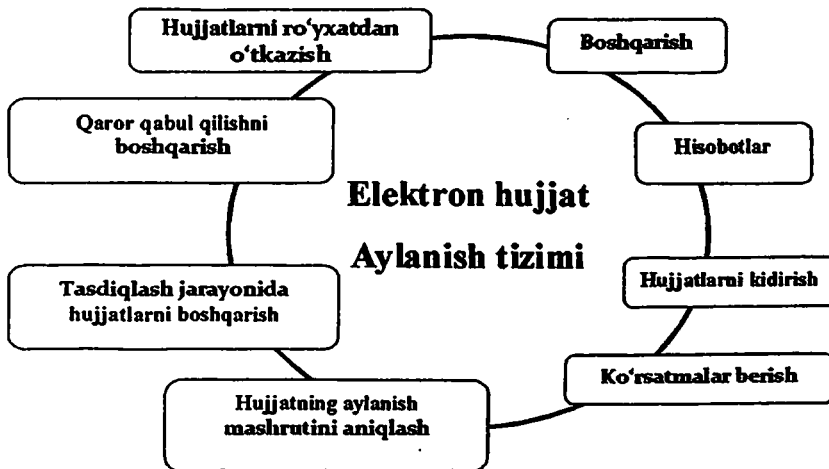 Hujjatlarni ro‘yxatdan
o‘tkazish
Boshqarish
Qaror qabul qilishni
boshqarish
Hisobotlar
Elektron hujjat
Aylanish tizimi
Tasdiqlash jarayonida
hujjatlarni boshqarish
Hujjatlarni kidirish
Ko‘rsatmalar berish
Hujjatning aylanish
mashrutini aniqlash